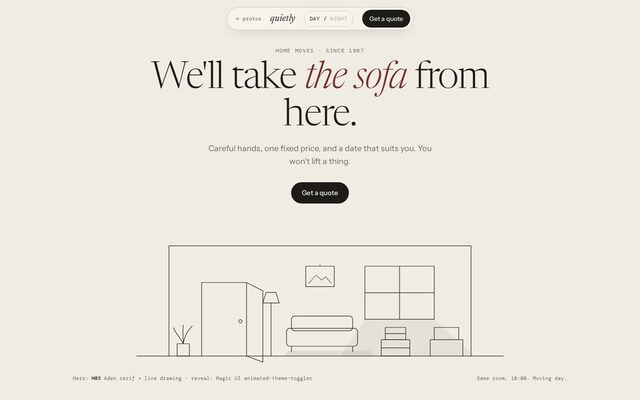 ← protos quietly DAY / NIGHT Get a quote
HOME MOVES · SINCE 1987
We'll take the sofa from
here.
Careful hands, one fixed price, and a date that suits you. You
won't lift a thing.
Get a quote
Hero: H03 Aden serif + line drawing · reveal: Magic UI animated-theme-toggler
Same room, 10:00. Moving day.